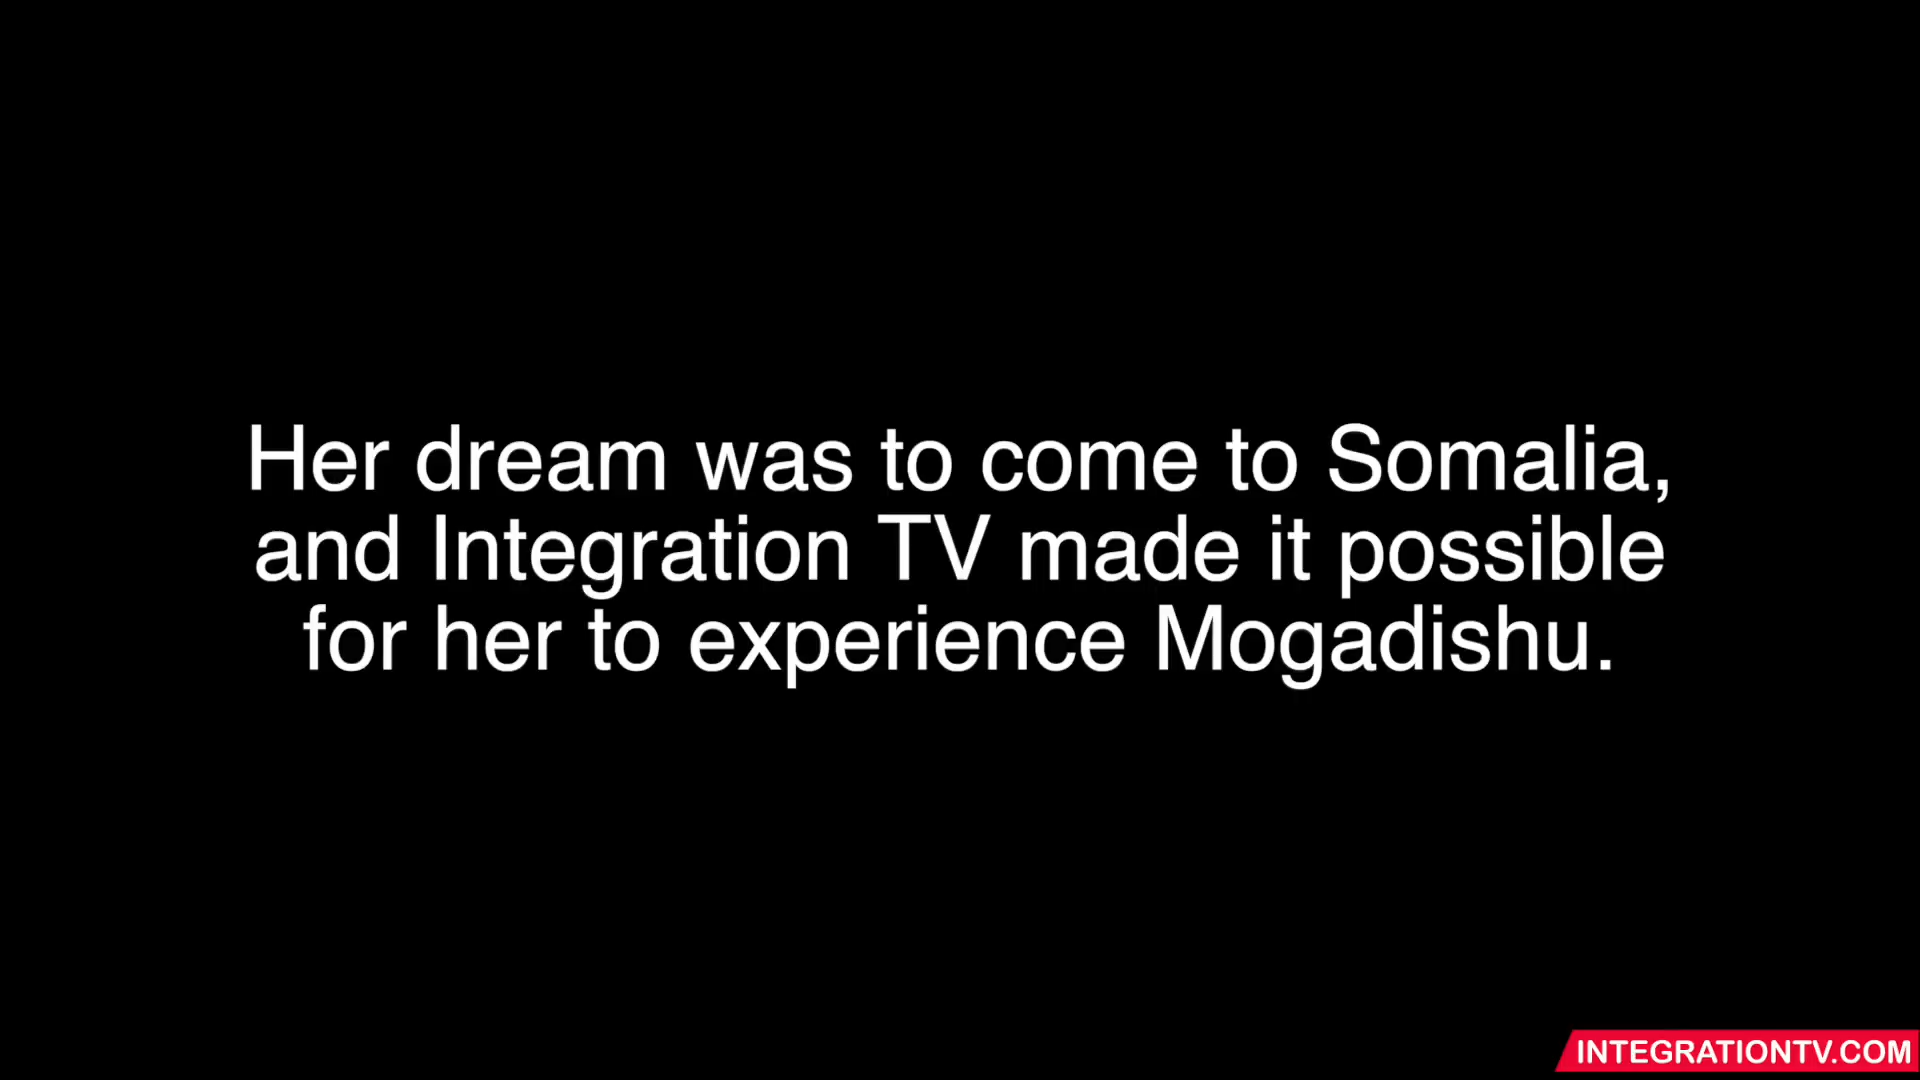 Her dream was to come to Somalia,
and Integration TV made it possible
for her to experience Mogadishu.
INTEGRATIONTV.COM